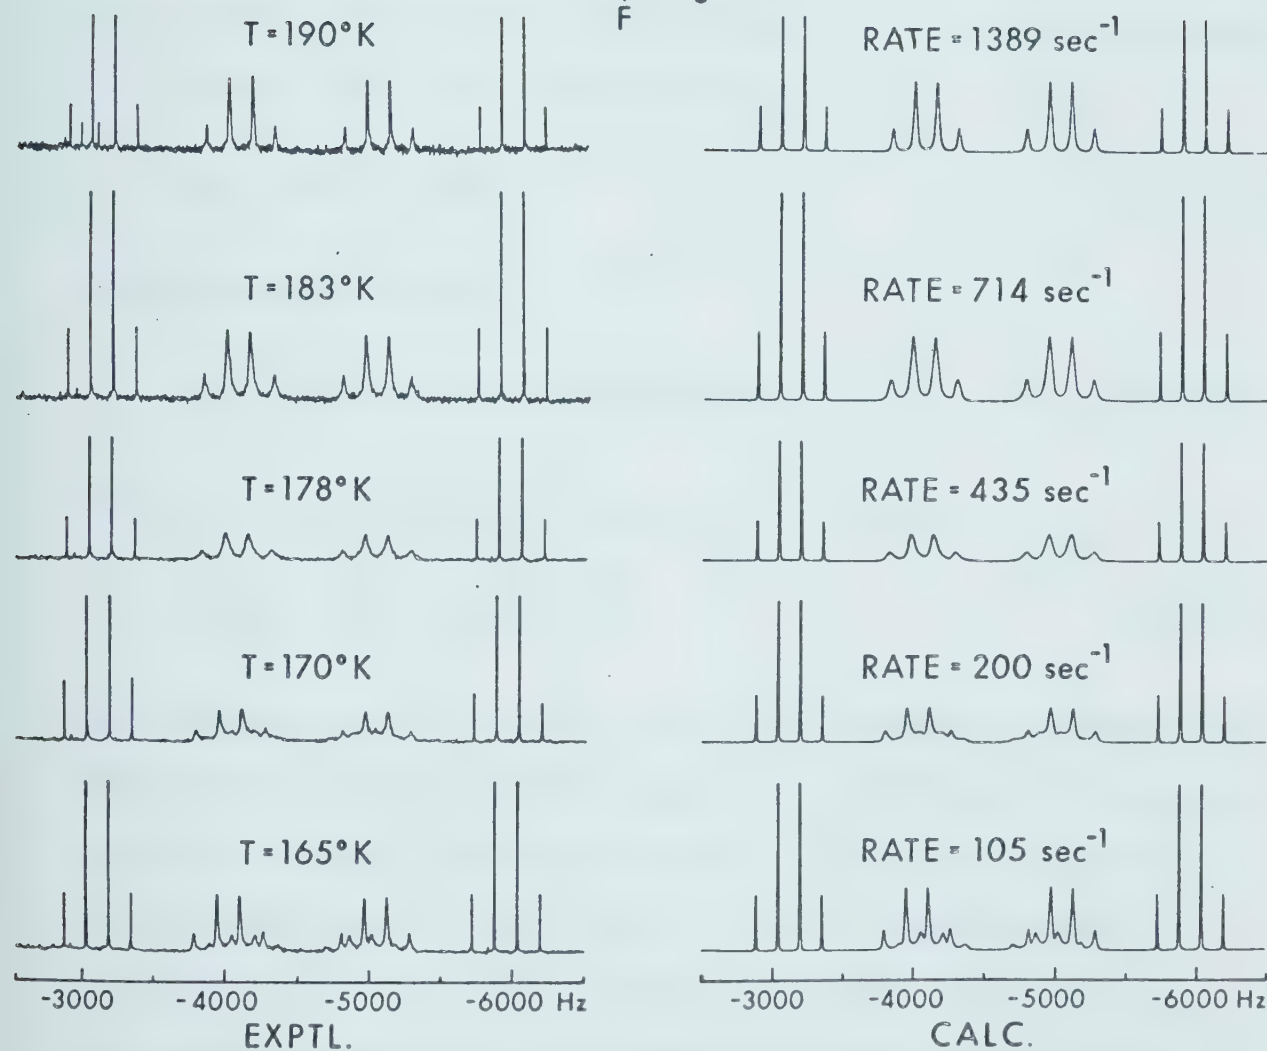 F
T=190°K
RATE = 1389 sec-1
T=183°K
RATE = 714 sec-1
T=178°K
RATE = 435 sec-1
T=170°K
RATE = 200 sec-1
T=165°K
RATE = 105 sec-1
-3000 -4000 -5000 -6000 Hz
-3000 -4000 -5000 -6000 Hz
EXPTL.
CALC.